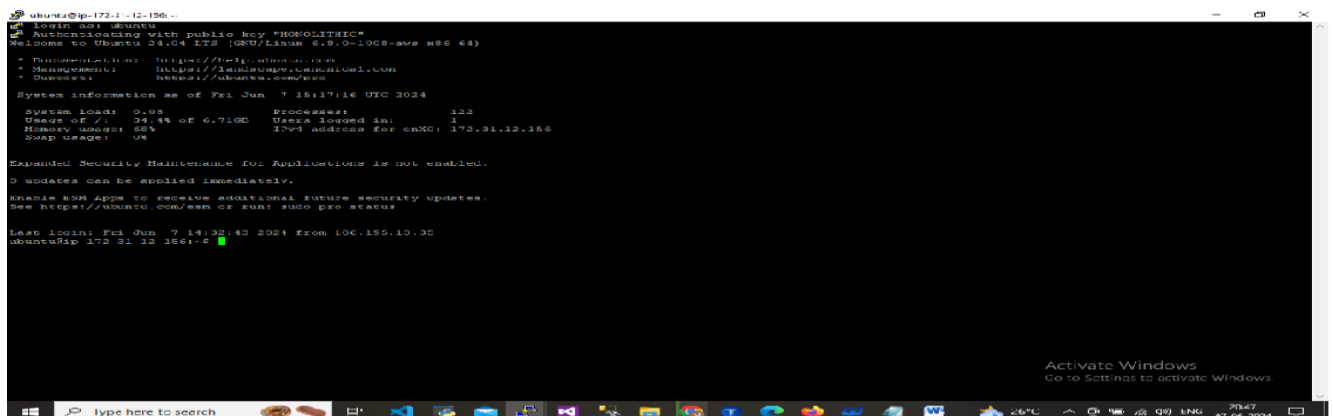 ubuntu@ip-172-31-12-156: ~
login as: ubuntu
Authenticating with public key "MONOLITHIC"
Welcome to Ubuntu 24.04 LTS (GNU/Linux 6.8.0-1008-aws x86_64)
* Documentation: https://help.ubuntu.com
* Management: https://landscape.canonical.com
* Support: https://ubuntu.com/pro
System information as of Fri Jun 7 15:17:16 UTC 2024
System load: 0.08 Processes: 122
Usage of /: 34.4% of 6.71GB Users logged in: 1
Memory usage: 68% IPv4 address for enX0: 172.31.12.156
Swap usage: 0%
Expanded Security Maintenance for Applications is not enabled.
0 updates can be applied immediately.
Enable ESM Apps to receive additional future security updates.
See https://ubuntu.com/esm or run: sudo pro status
Last login: Fri Jun 7 14:32:43 2024 from
ubuntu@ip-172-31-12-156:~$
Activate Windows
Go to Settings to activate Windows.
Type here to search
26°C
ENG
20:47
07-06-2024